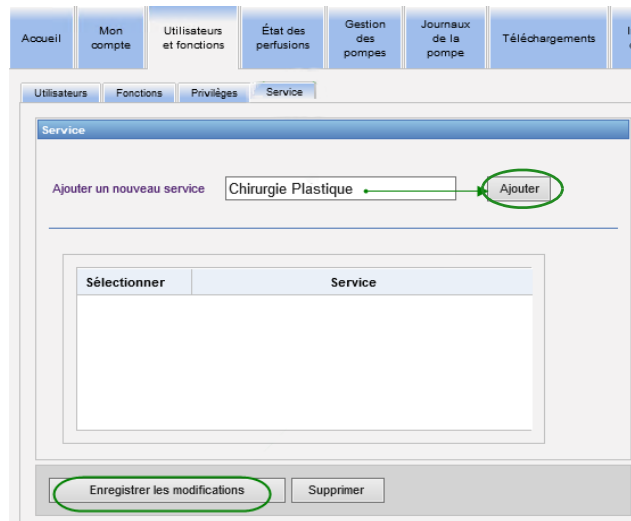 Accueil
Mon compte
Utilisateurs et fonctions
État des perfusions
Gestion des pompes
Journaux de la pompe
Téléchargements
Utilisateurs Fonctions Privilèges Service
Service
Ajouter un nouveau service Chirurgie Plastique Ajouter
Sélectionner Service
Enregistrer les modifications Supprimer